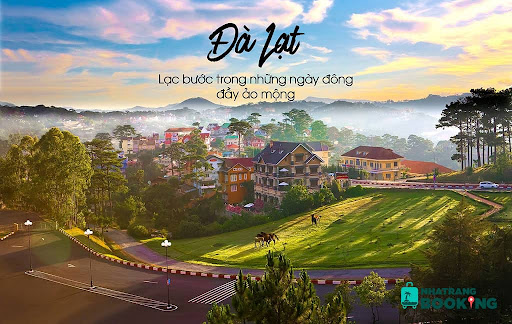 Đà Lạt
Lạc bước trong những ngày đông
đầy ảo mộng
NHATRANG
BOOKING